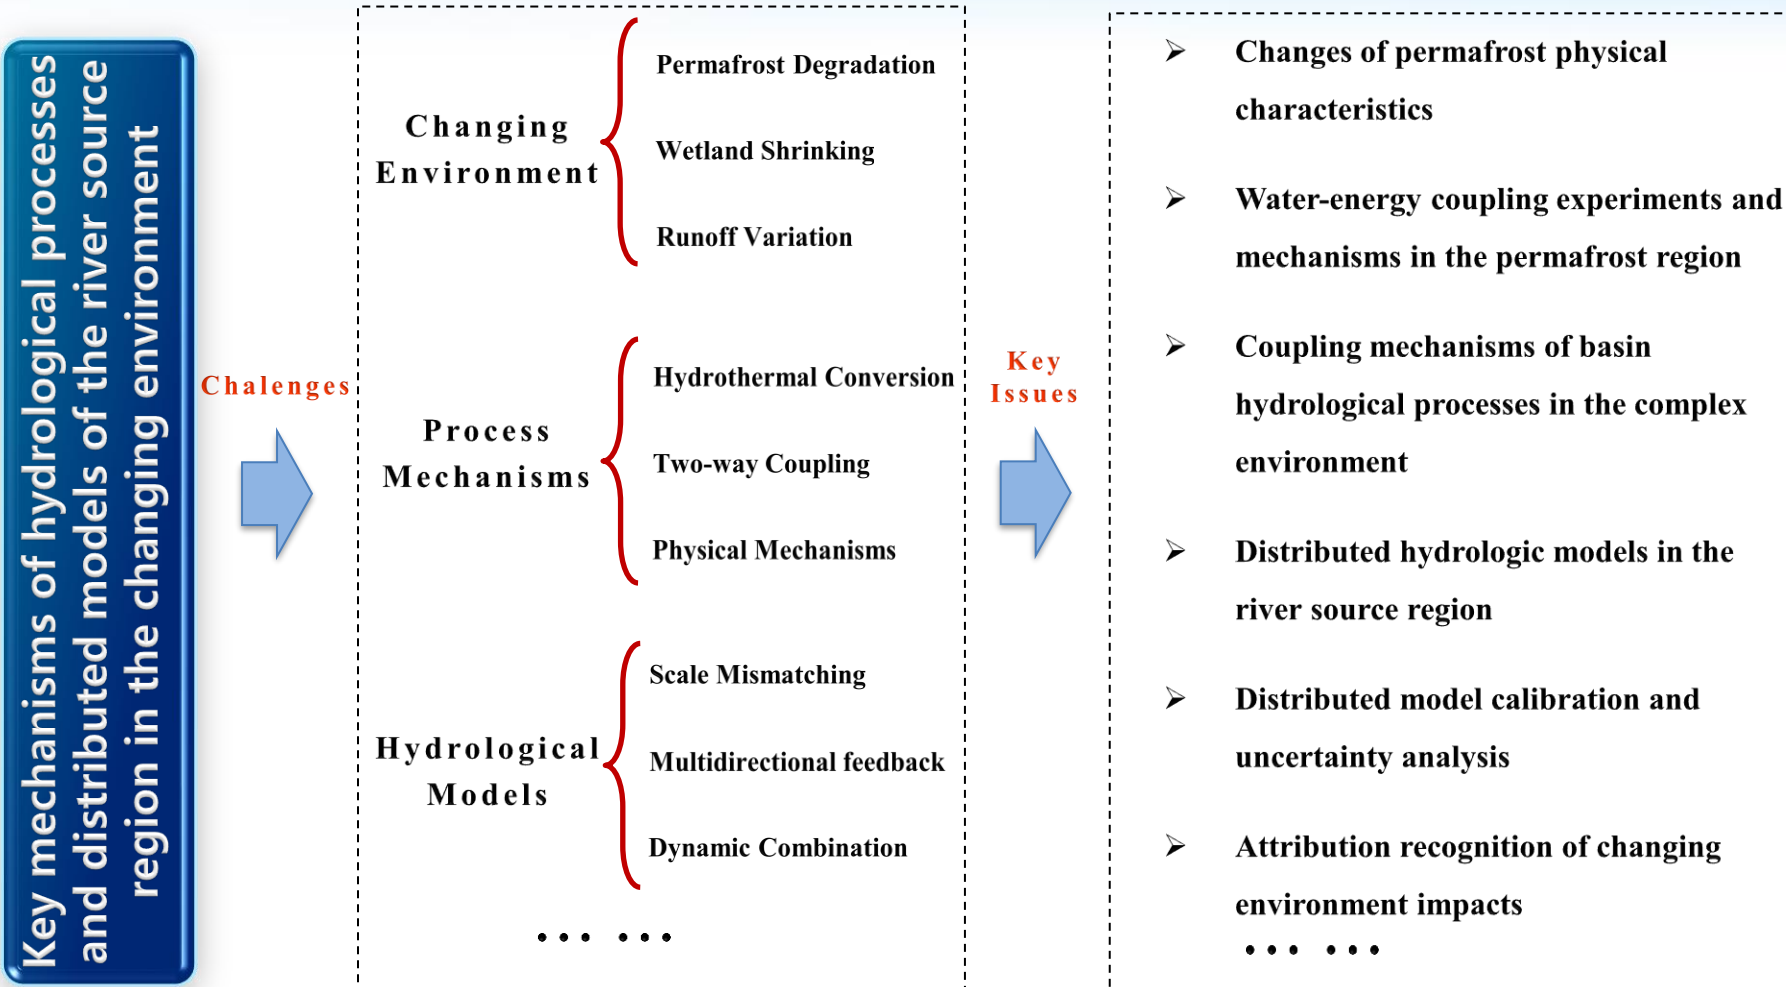 Key mechanisms of hydrological processes
and distributed models of the river source
region in the changing environment
Chalenges
Changing
Environment
Permafrost Degradation
Wetland Shrinking
Runoff Variation
Process
Mechanisms
Hydrothermal Conversion
Two-way Coupling
Physical Mechanisms
Hydrological
Models
Scale Mismatching
Multidirectional feedback
Dynamic Combination
... ...
Key
Issues
➢ Changes of permafrost physical
characteristics
➢ Water-energy coupling experiments and
mechanisms in the permafrost region
➢ Coupling mechanisms of basin
hydrological processes in the complex
environment
➢ Distributed hydrologic models in the
river source region
➢ Distributed model calibration and
uncertainty analysis
➢ Attribution recognition of changing
environment impacts
... ...